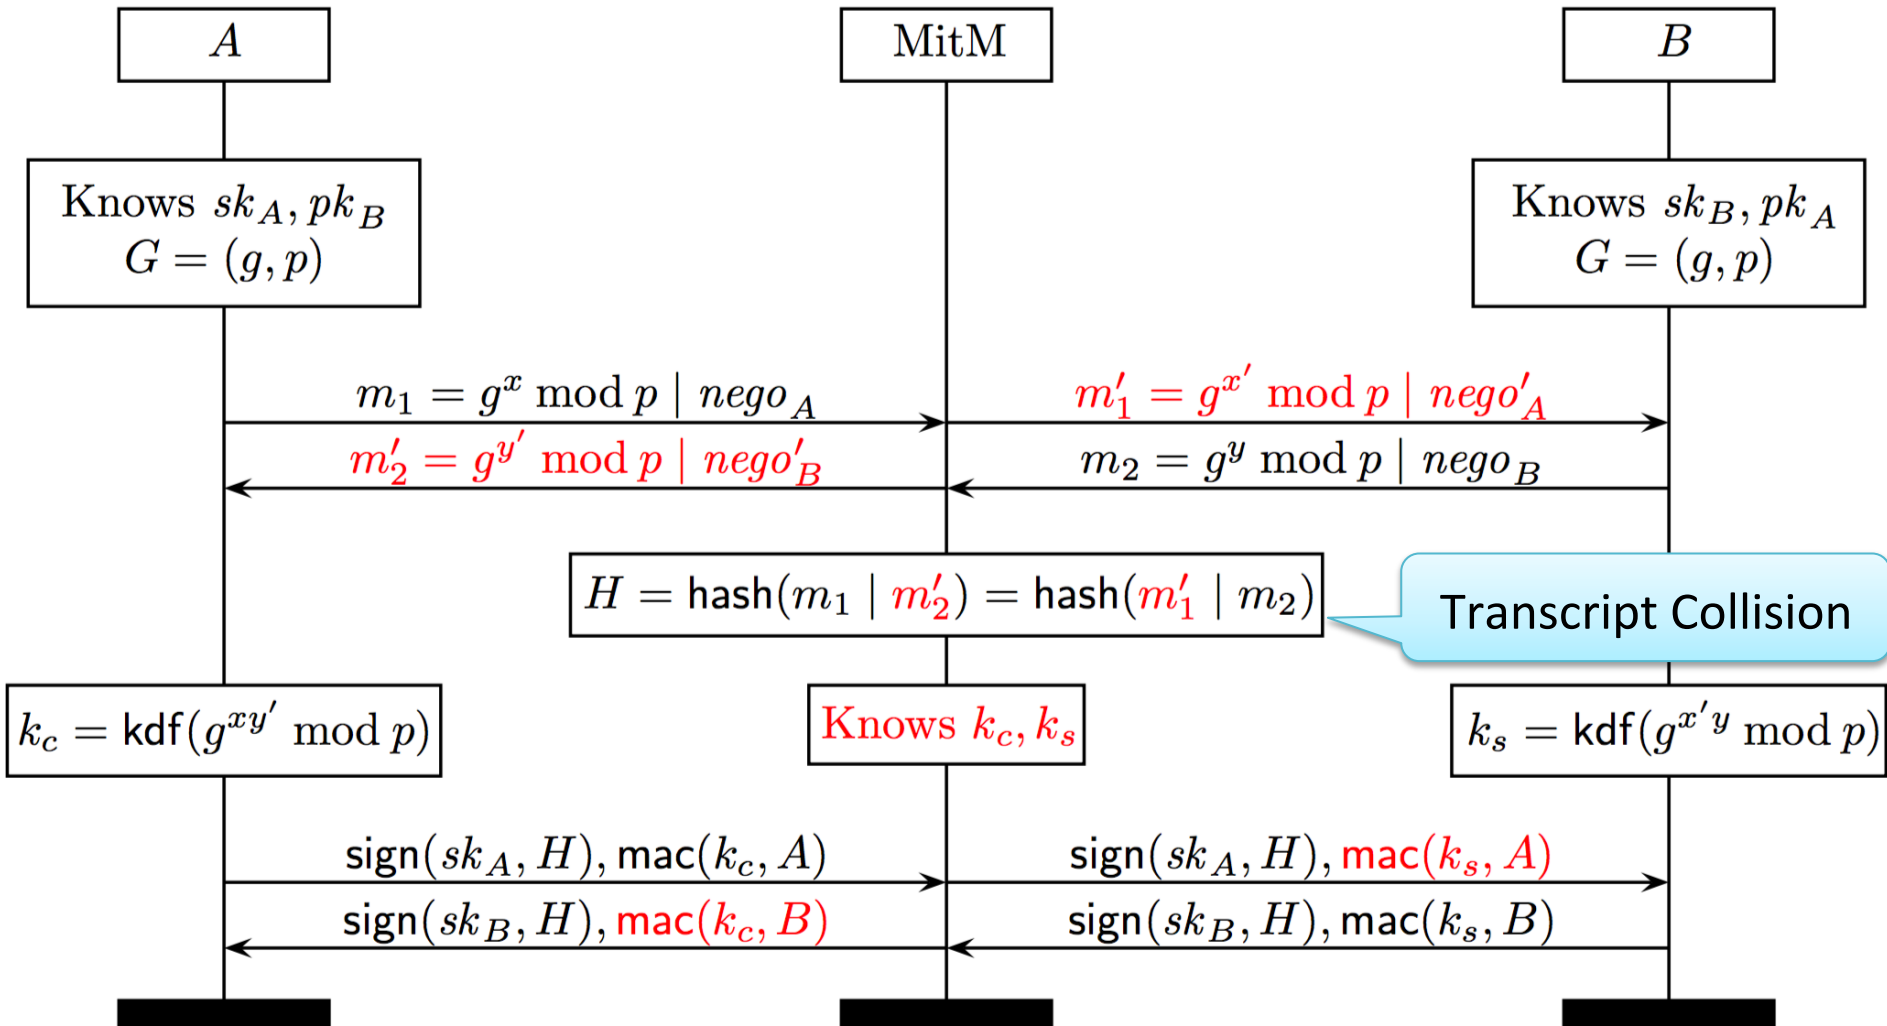 A
MitM
B
Knows sk_A, pk_B
G = (g, p)
Knows sk_B, pk_A
G = (g, p)
m_1 = g^x mod p | nego_A
m'_1 = g^{x'} mod p | nego'_A
m'_2 = g^{y'} mod p | nego'_B
m_2 = g^y mod p | nego_B
H = hash(m_1 | m'_2) = hash(m'_1 | m_2)
Transcript Collision
k_c = kdf(g^{xy'} mod p)
Knows k_c, k_s
k_s = kdf(g^{x'y} mod p)
sign(sk_A, H), mac(k_c, A)
sign(sk_A, H), mac(k_s, A)
sign(sk_B, H), mac(k_c, B)
sign(sk_B, H), mac(k_s, B)